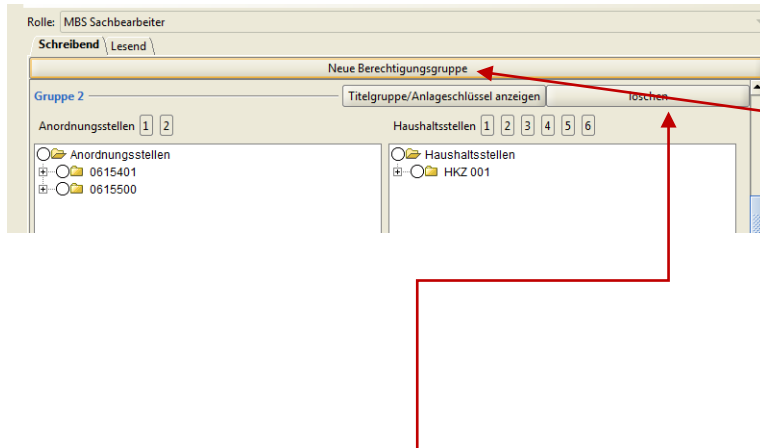 Rolle: MBS Sachbearbeiter
Schreibend Lesend
Neue Berechtigungsgruppe
Gruppe 2 Titelgruppe/Anlageschlüssel anzeigen löschen
Anordnungsstellen 1 2 Haushaltsstellen 1 2 3 4 5 6
Anordnungsstellen Haushaltsstellen
0615401 HKZ 001
0615500